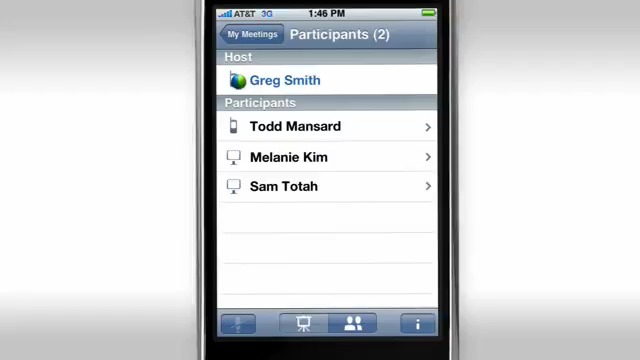 AT&T 3G 1:46 PM
My Meetings Participants (2)
Host
Greg Smith
Participants
Todd Mansard
Melanie Kim
Sam Totah
i